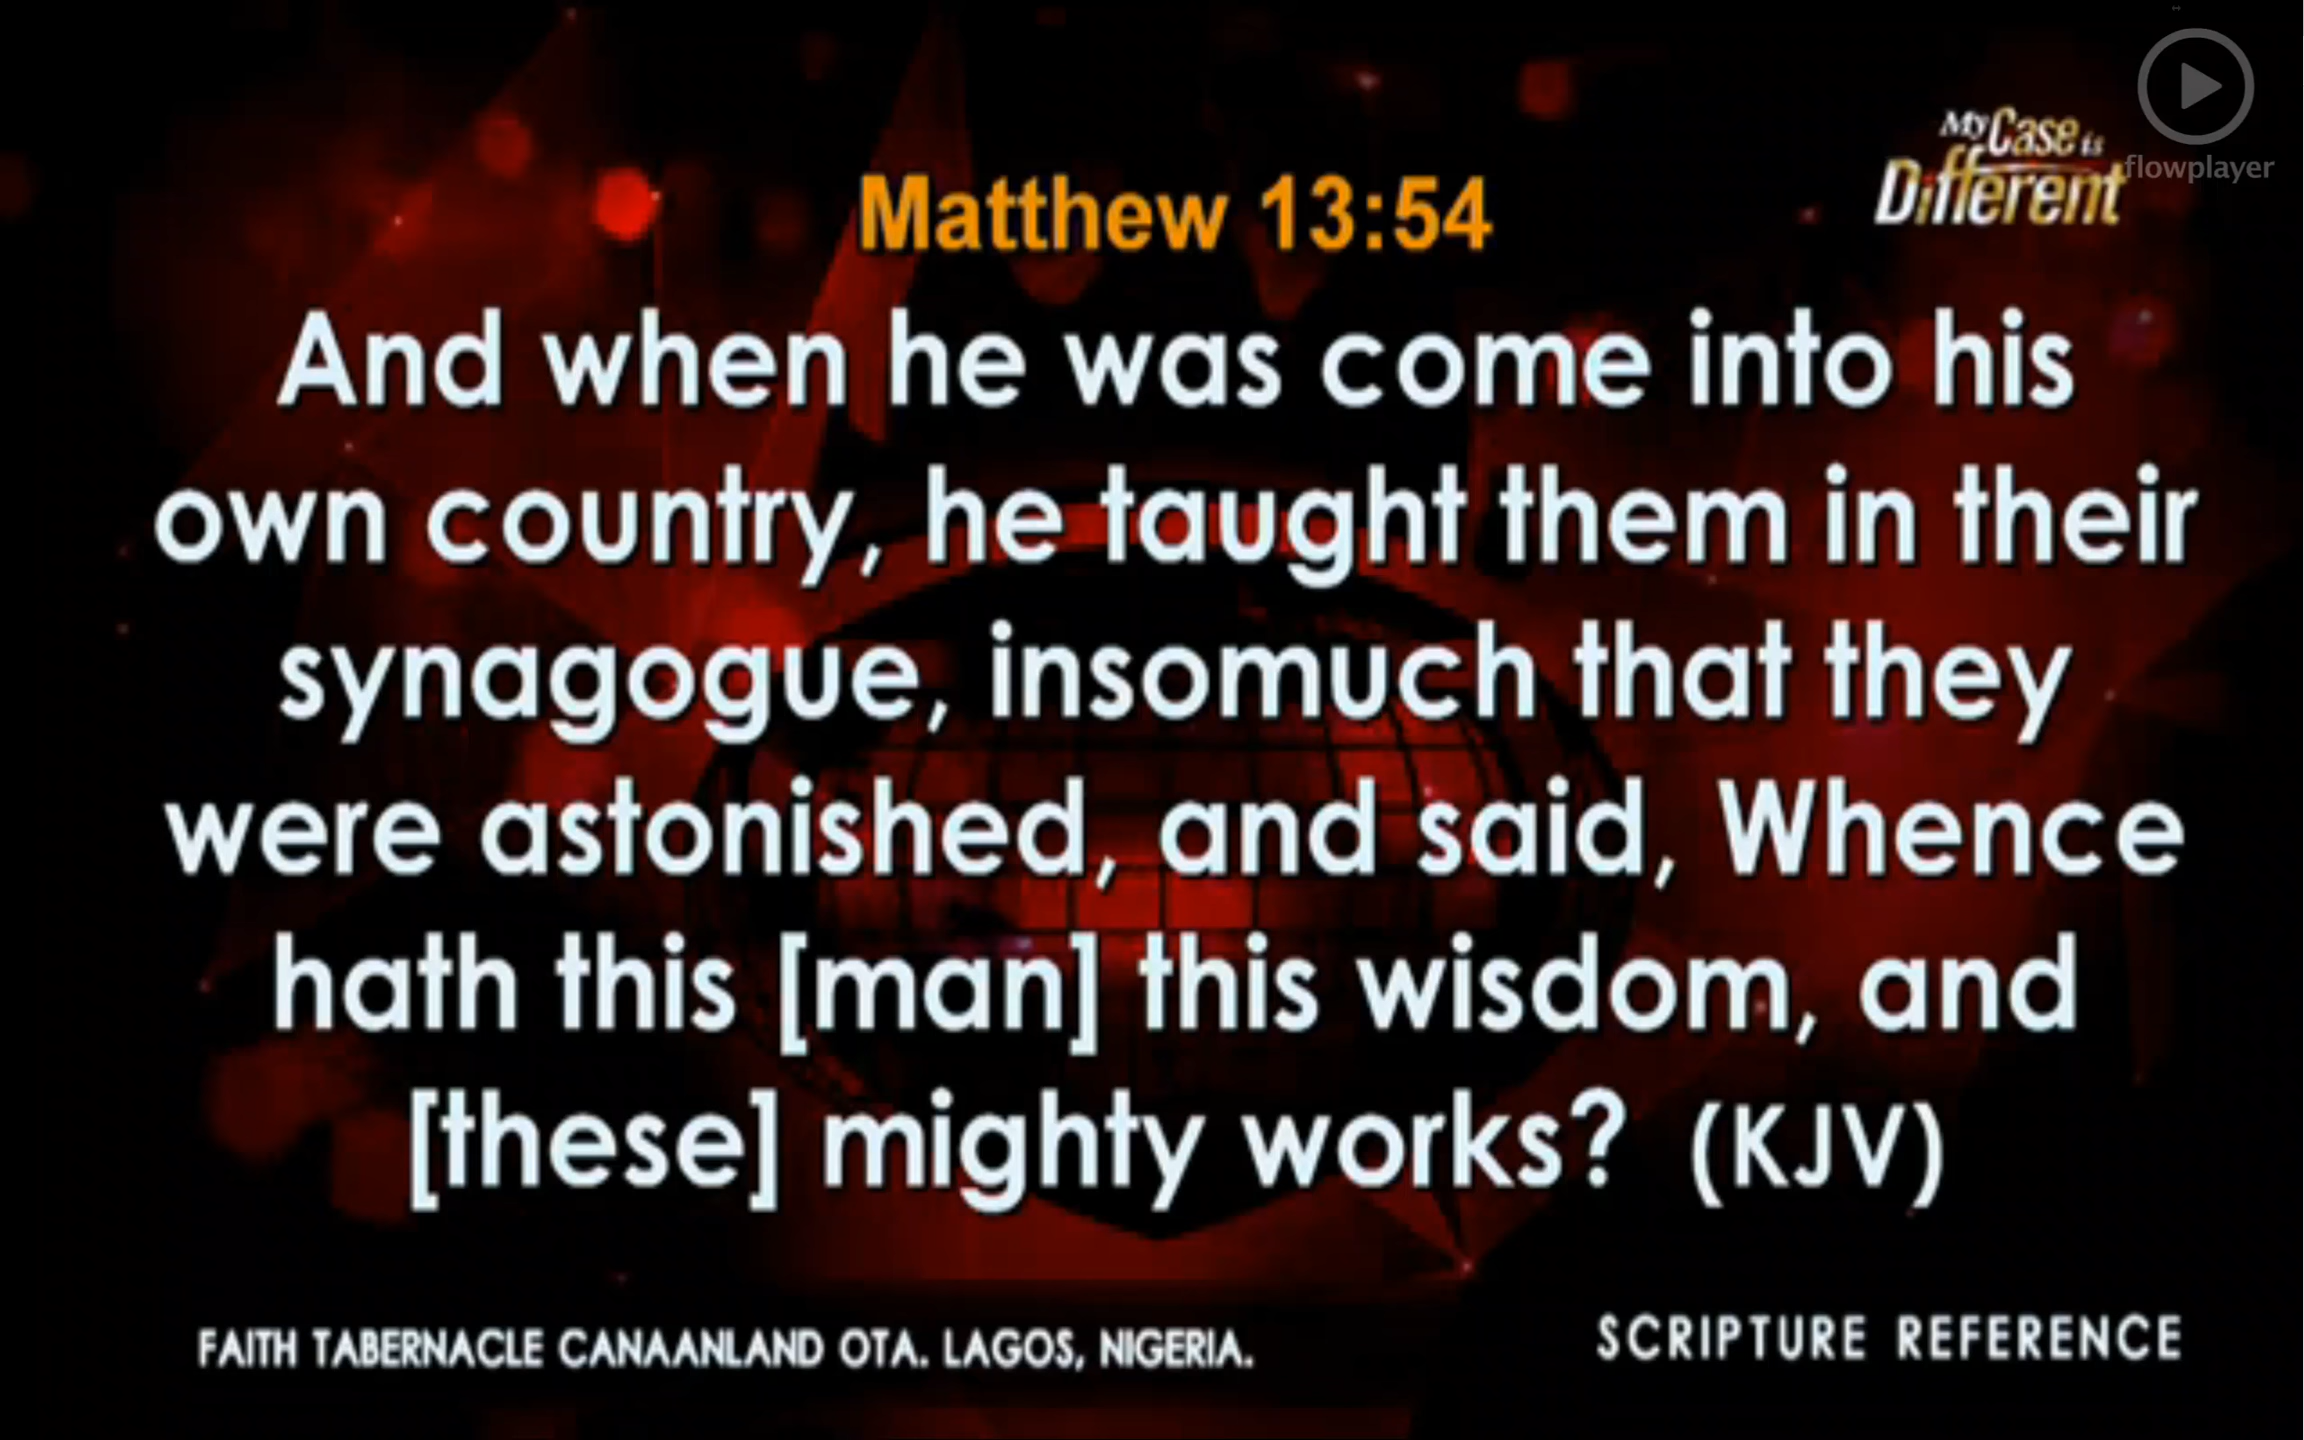 My Case is
Different
flowplayer
Matthew 13:54
And when he was come into his
own country, he taught them in their
synagogue, insomuch that they
were astonished, and said, Whence
hath this [man] this wisdom, and
[these] mighty works? (KJV)
FAITH TABERNACLE CANAANLAND OTA. LAGOS, NIGERIA.
SCRIPTURE REFERENCE